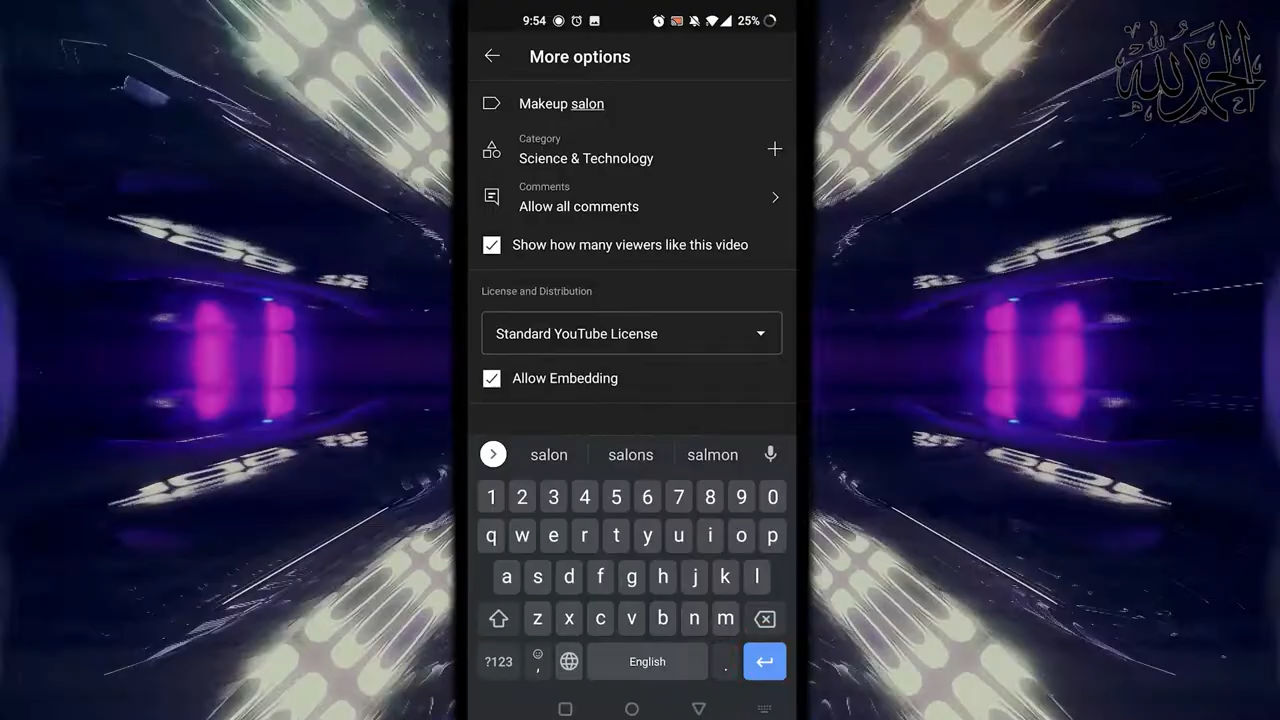 9:54 25%
More options
الحمد لله
Makeup salon
Category
Science & Technology
Comments
Allow all comments
Show how many viewers like this video
License and Distribution
Standard YouTube License
Allow Embedding
salon salons salmon
1 2 3 4 5 6 7 8 9 0
q w e r t y u i o p
a s d f g h j k l
z x c v b n m
?123 , English .